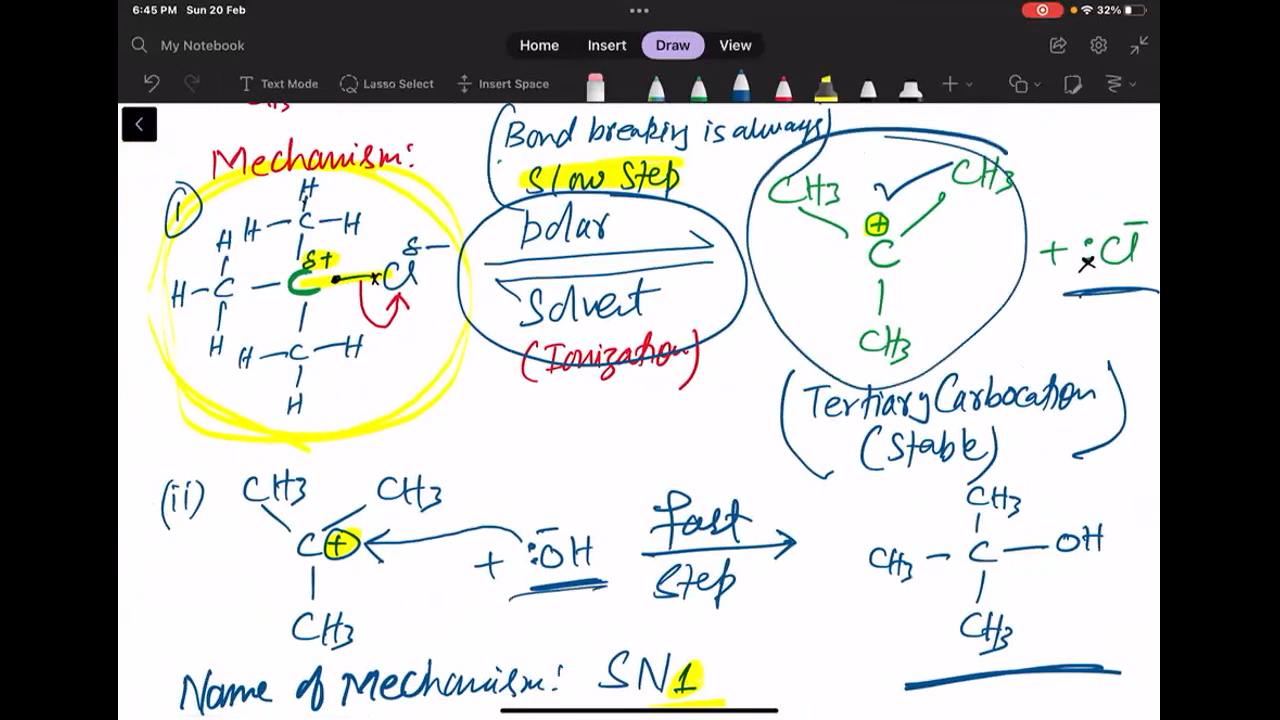 6:45 PM Sun 20 Feb
32%
My Notebook
Home Insert Draw View
Text Mode Lasso Select Insert Space
CH3
Mechanism:
(Bond breaking is always)
Slow Step
(i)
H
H-C-H
H
δ+ δ-
H-C-C-Cl
H
H-C-H
H
Polar
Solvent
(Ionization)
CH3 CH3
+
C
CH3
+ :Cl-
(Tertiary Carbocation
(Stable)
(ii)
CH3 CH3
C+
CH3
+ :OH-
fast
Step
CH3
CH3-C-OH
CH3
Name of Mechanism: SN1